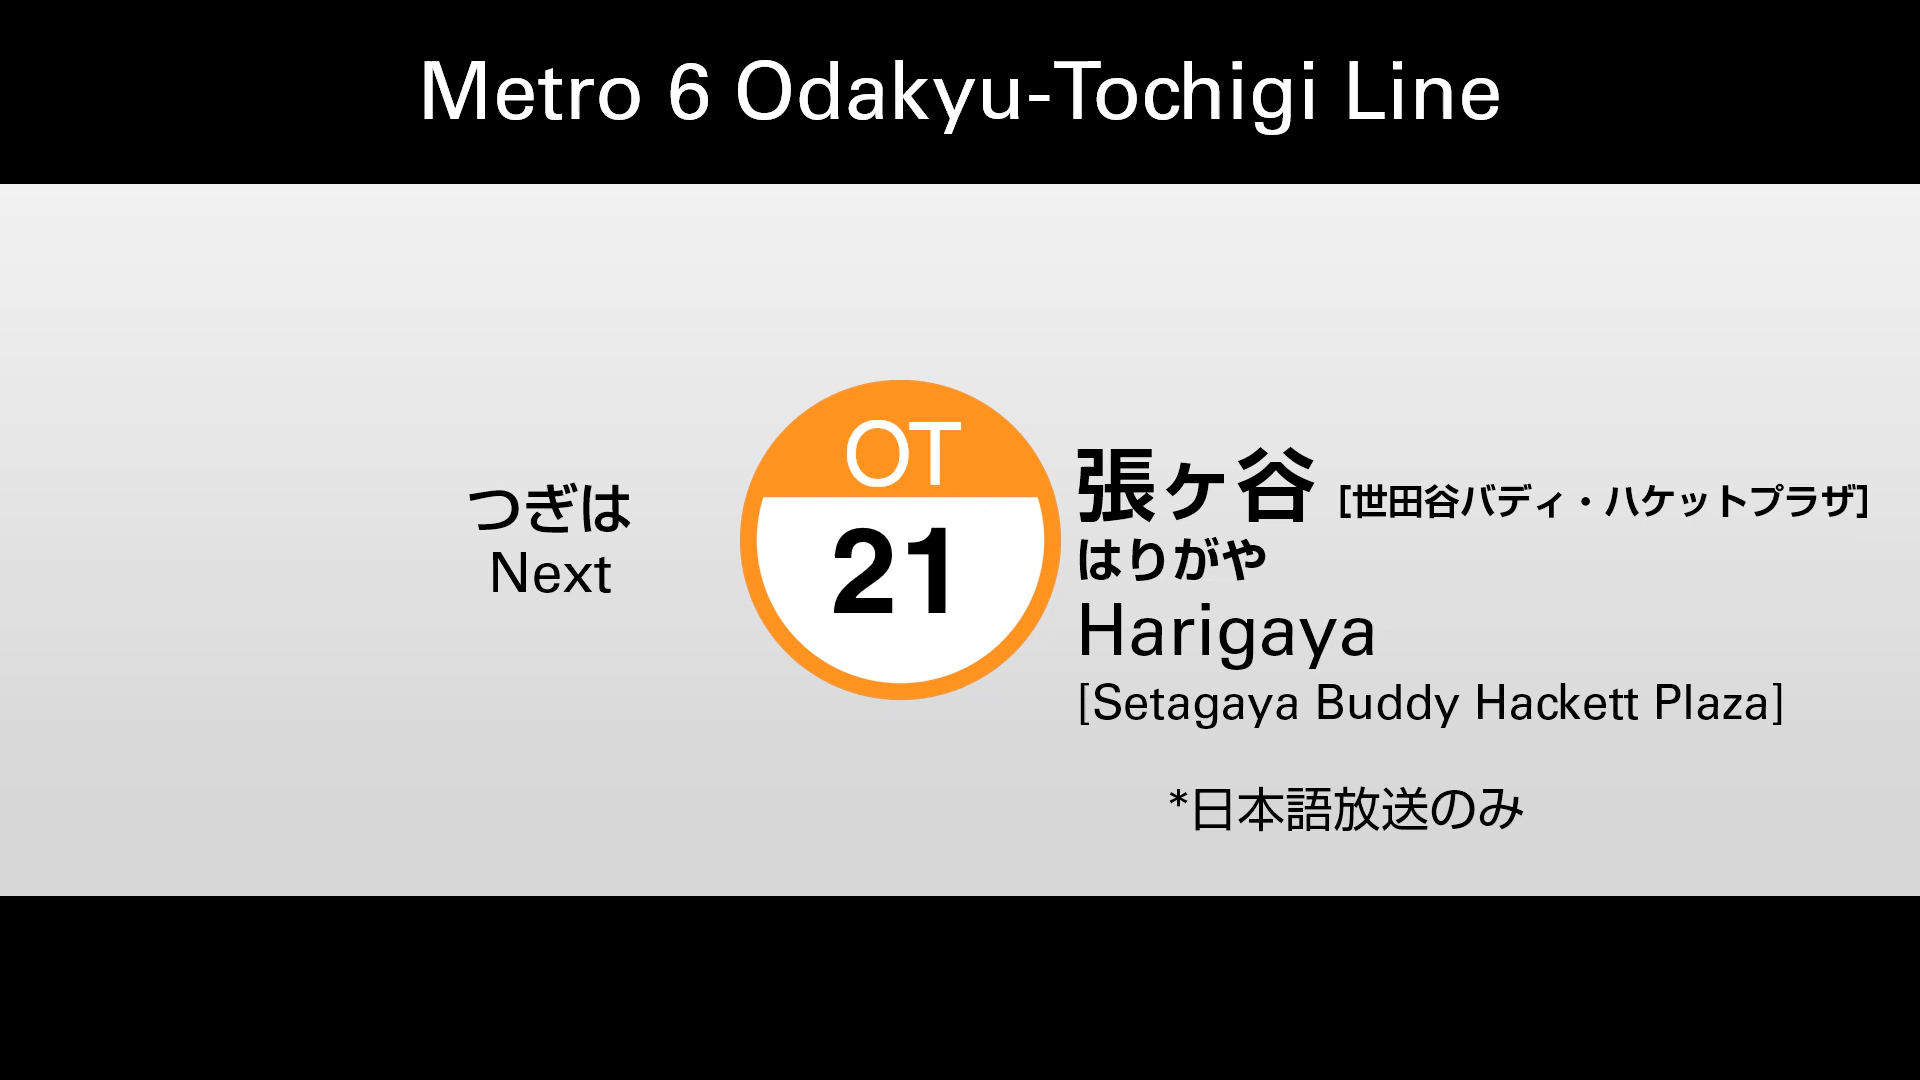 Metro 6 Odakyu-Tochigi Line
つぎは
Next
OT
21
張ヶ谷 [世田谷バディ・ハケットプラザ]
はりがや
Harigaya
[Setagaya Buddy Hackett Plaza]
*日本語放送のみ